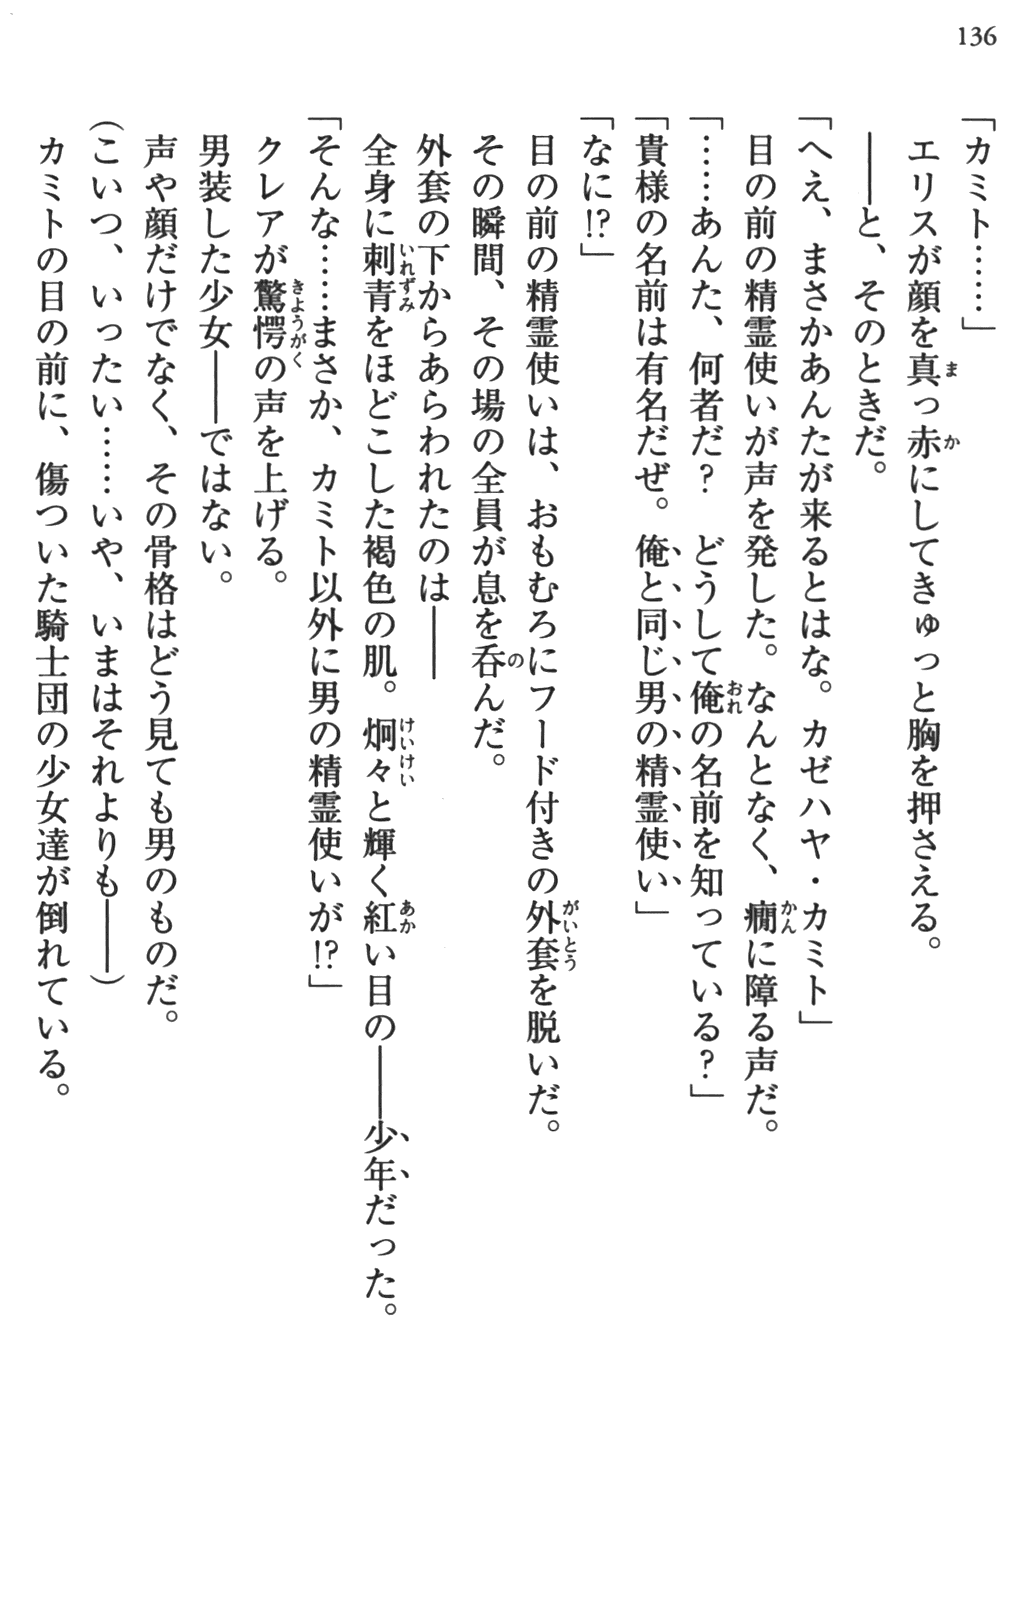 136
「カミト……」
エリスが顔を真っ赤にしてきゅっと胸を押さえる。
――と、そのときだ。
「へえ、まさかあんたが来るとはな。カゼハヤ・カミト」
目の前の精霊使いが声を発した。なんとなく、癇に障る声だ。
「……あんた、何者だ？　どうして俺の名前を知っている？」
「貴様の名前は有名だぜ。俺と同じ男の精霊使い」
「なに!?」
目の前の精霊使いは、おもむろにフード付きの外套を脱いだ。
その瞬間、その場の全員が息を呑んだ。
外套の下からあらわれたのは――
全身に刺青をほどこした褐色の肌。炯々と輝く紅い目の――少年だった。
「そんな……まさか、カミト以外に男の精霊使いが!?」
クレアが驚愕の声を上げる。
男装した少女――ではない。
声や顔だけでなく、その骨格はどう見ても男のものだ。
(こいつ、いったい……いや、いまはそれよりも――)
カミトの目の前に、傷ついた騎士団の少女達が倒れている。